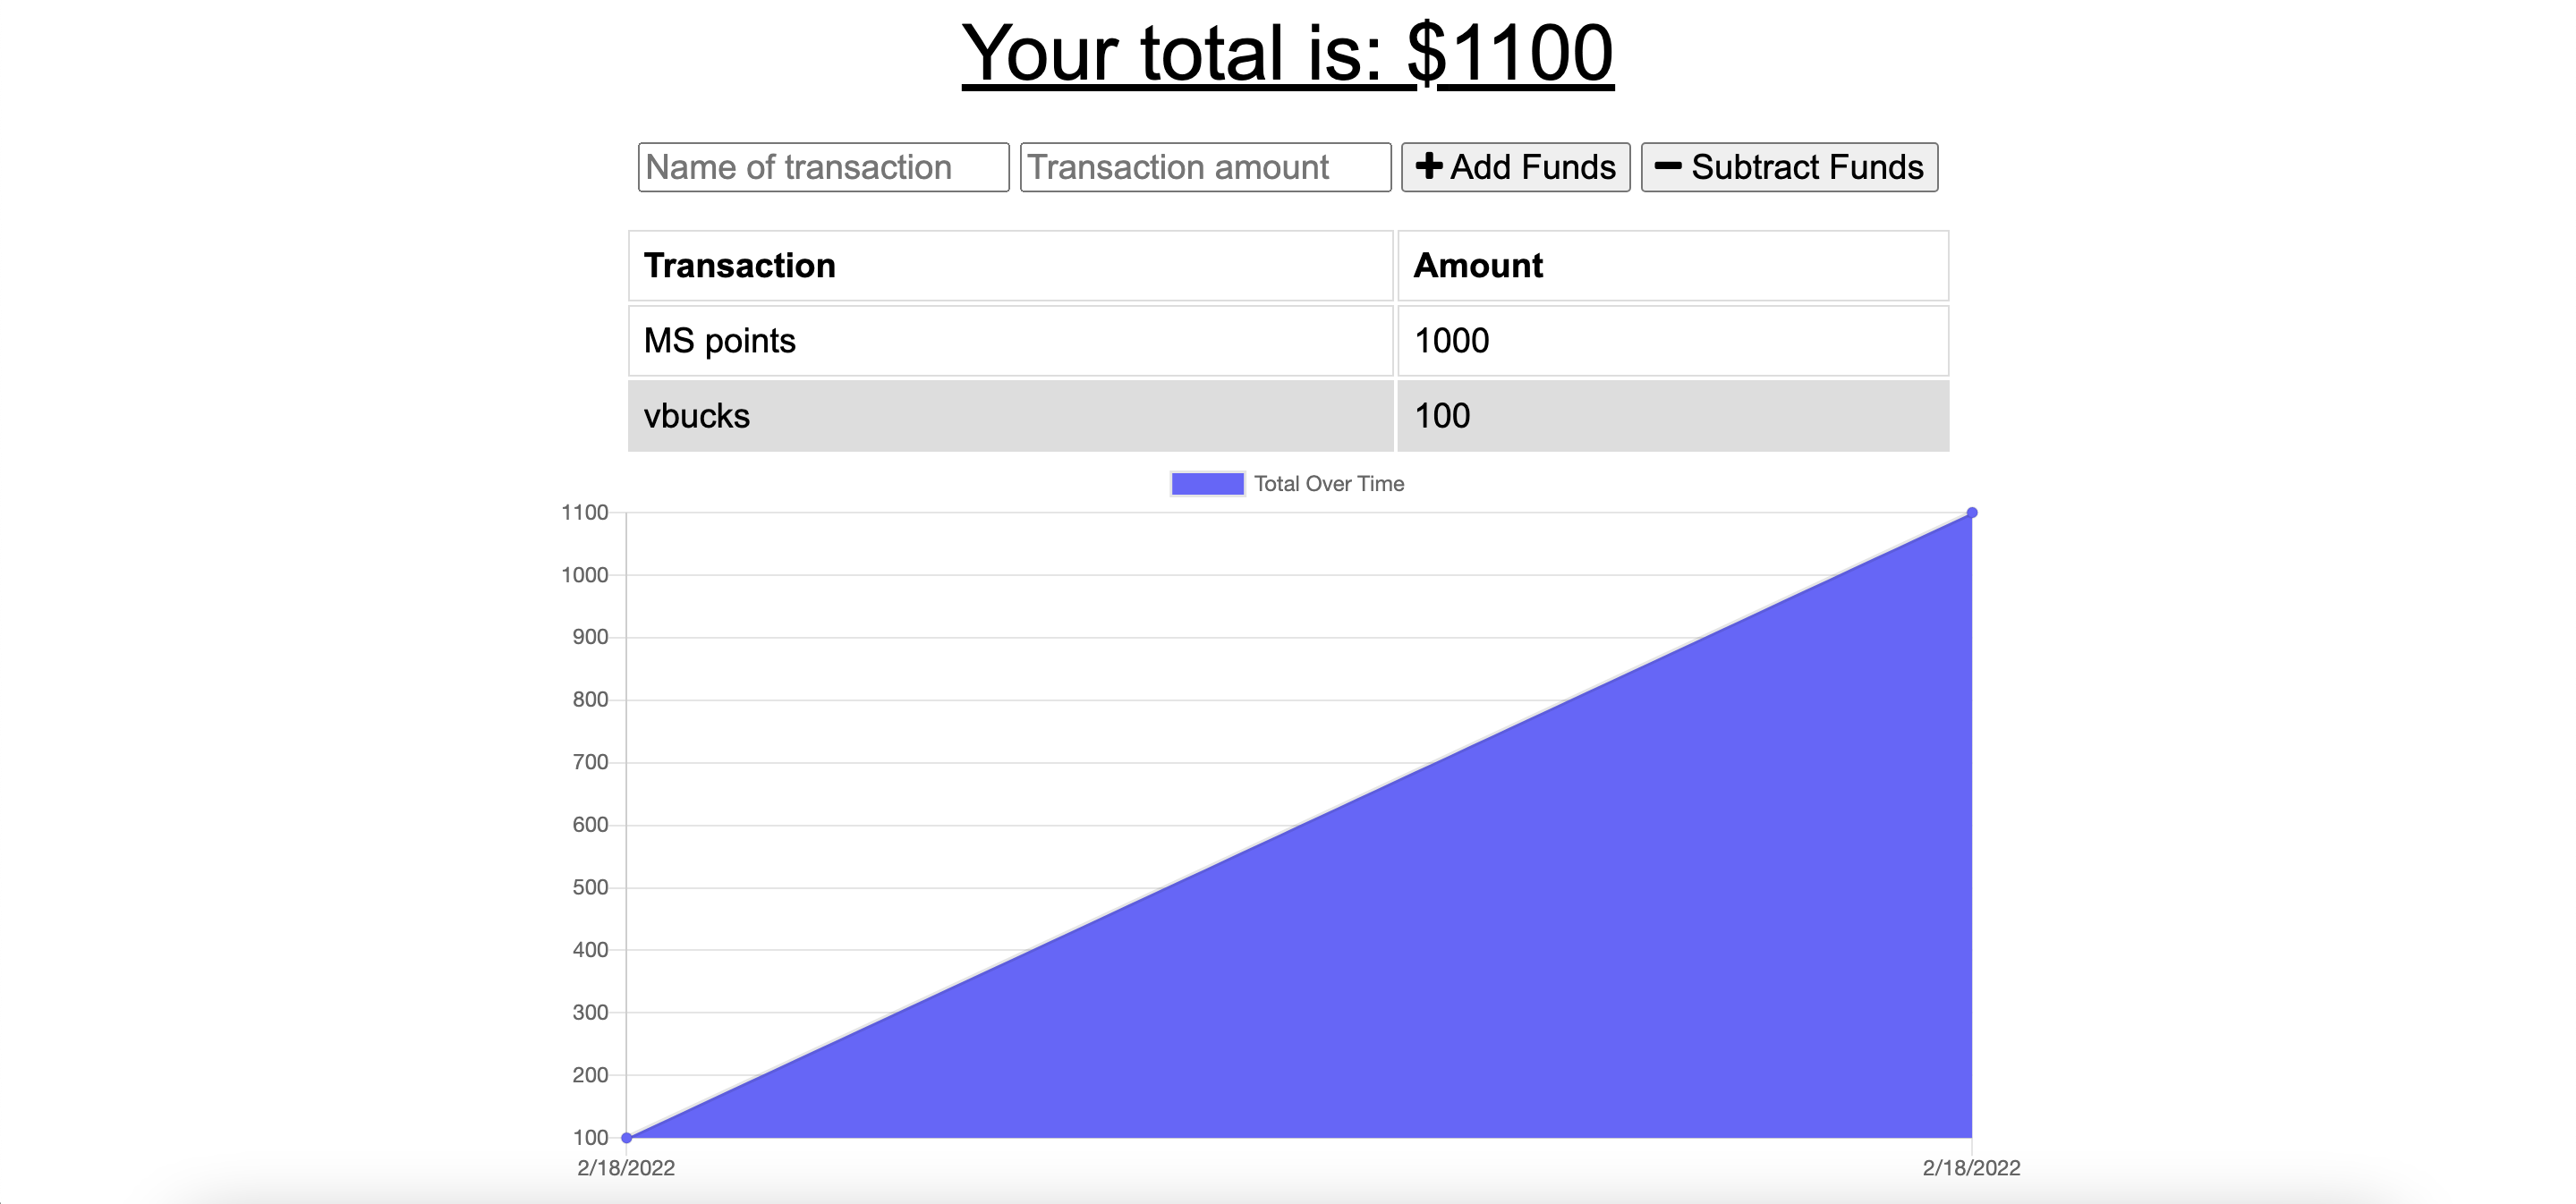 Your total is: $1100
Name of transaction Transaction amount Add Funds Subtract Funds
Transaction Amount
MS points 1000
vbucks 100
Total Over Time
1100
1000
900
800
700
600
500
400
300
200
100
2/18/2022 2/18/2022